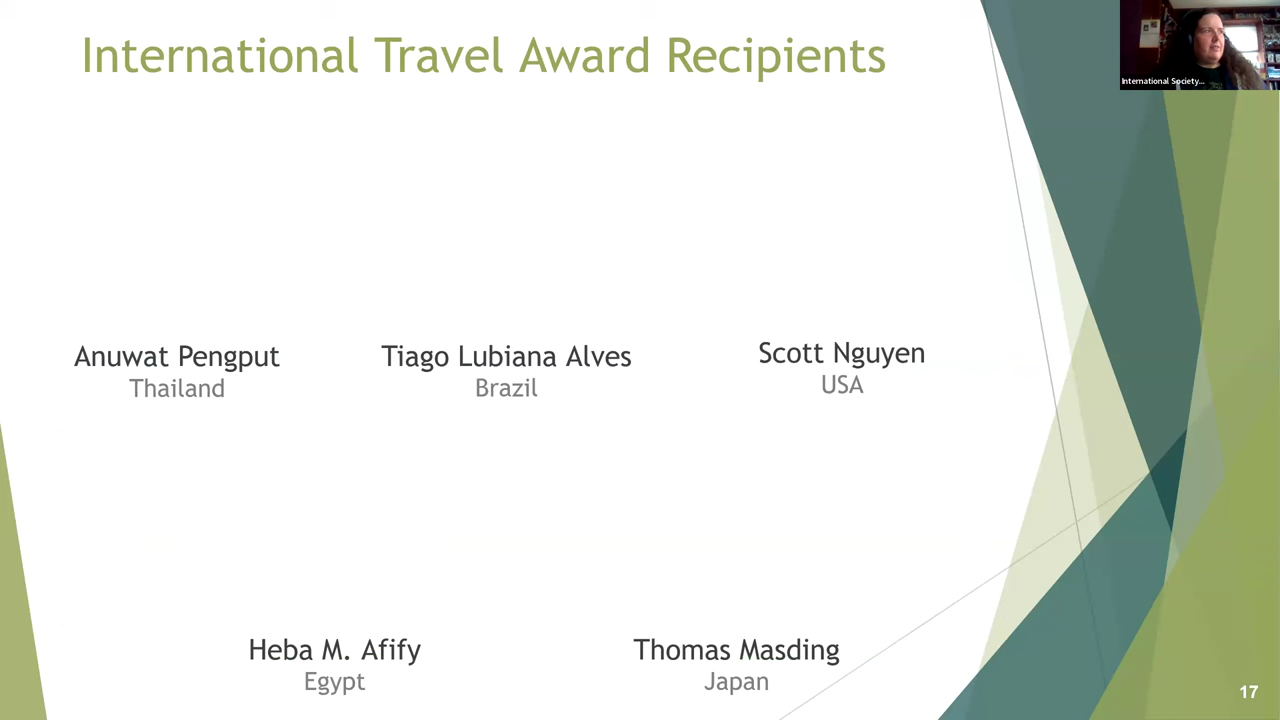 International Travel Award Recipients
International Society...
Anuwat Pengput
Thailand
Tiago Lubiana Alves
Brazil
Scott Nguyen
USA
Heba M. Afify
Egypt
Thomas Masding
Japan
17